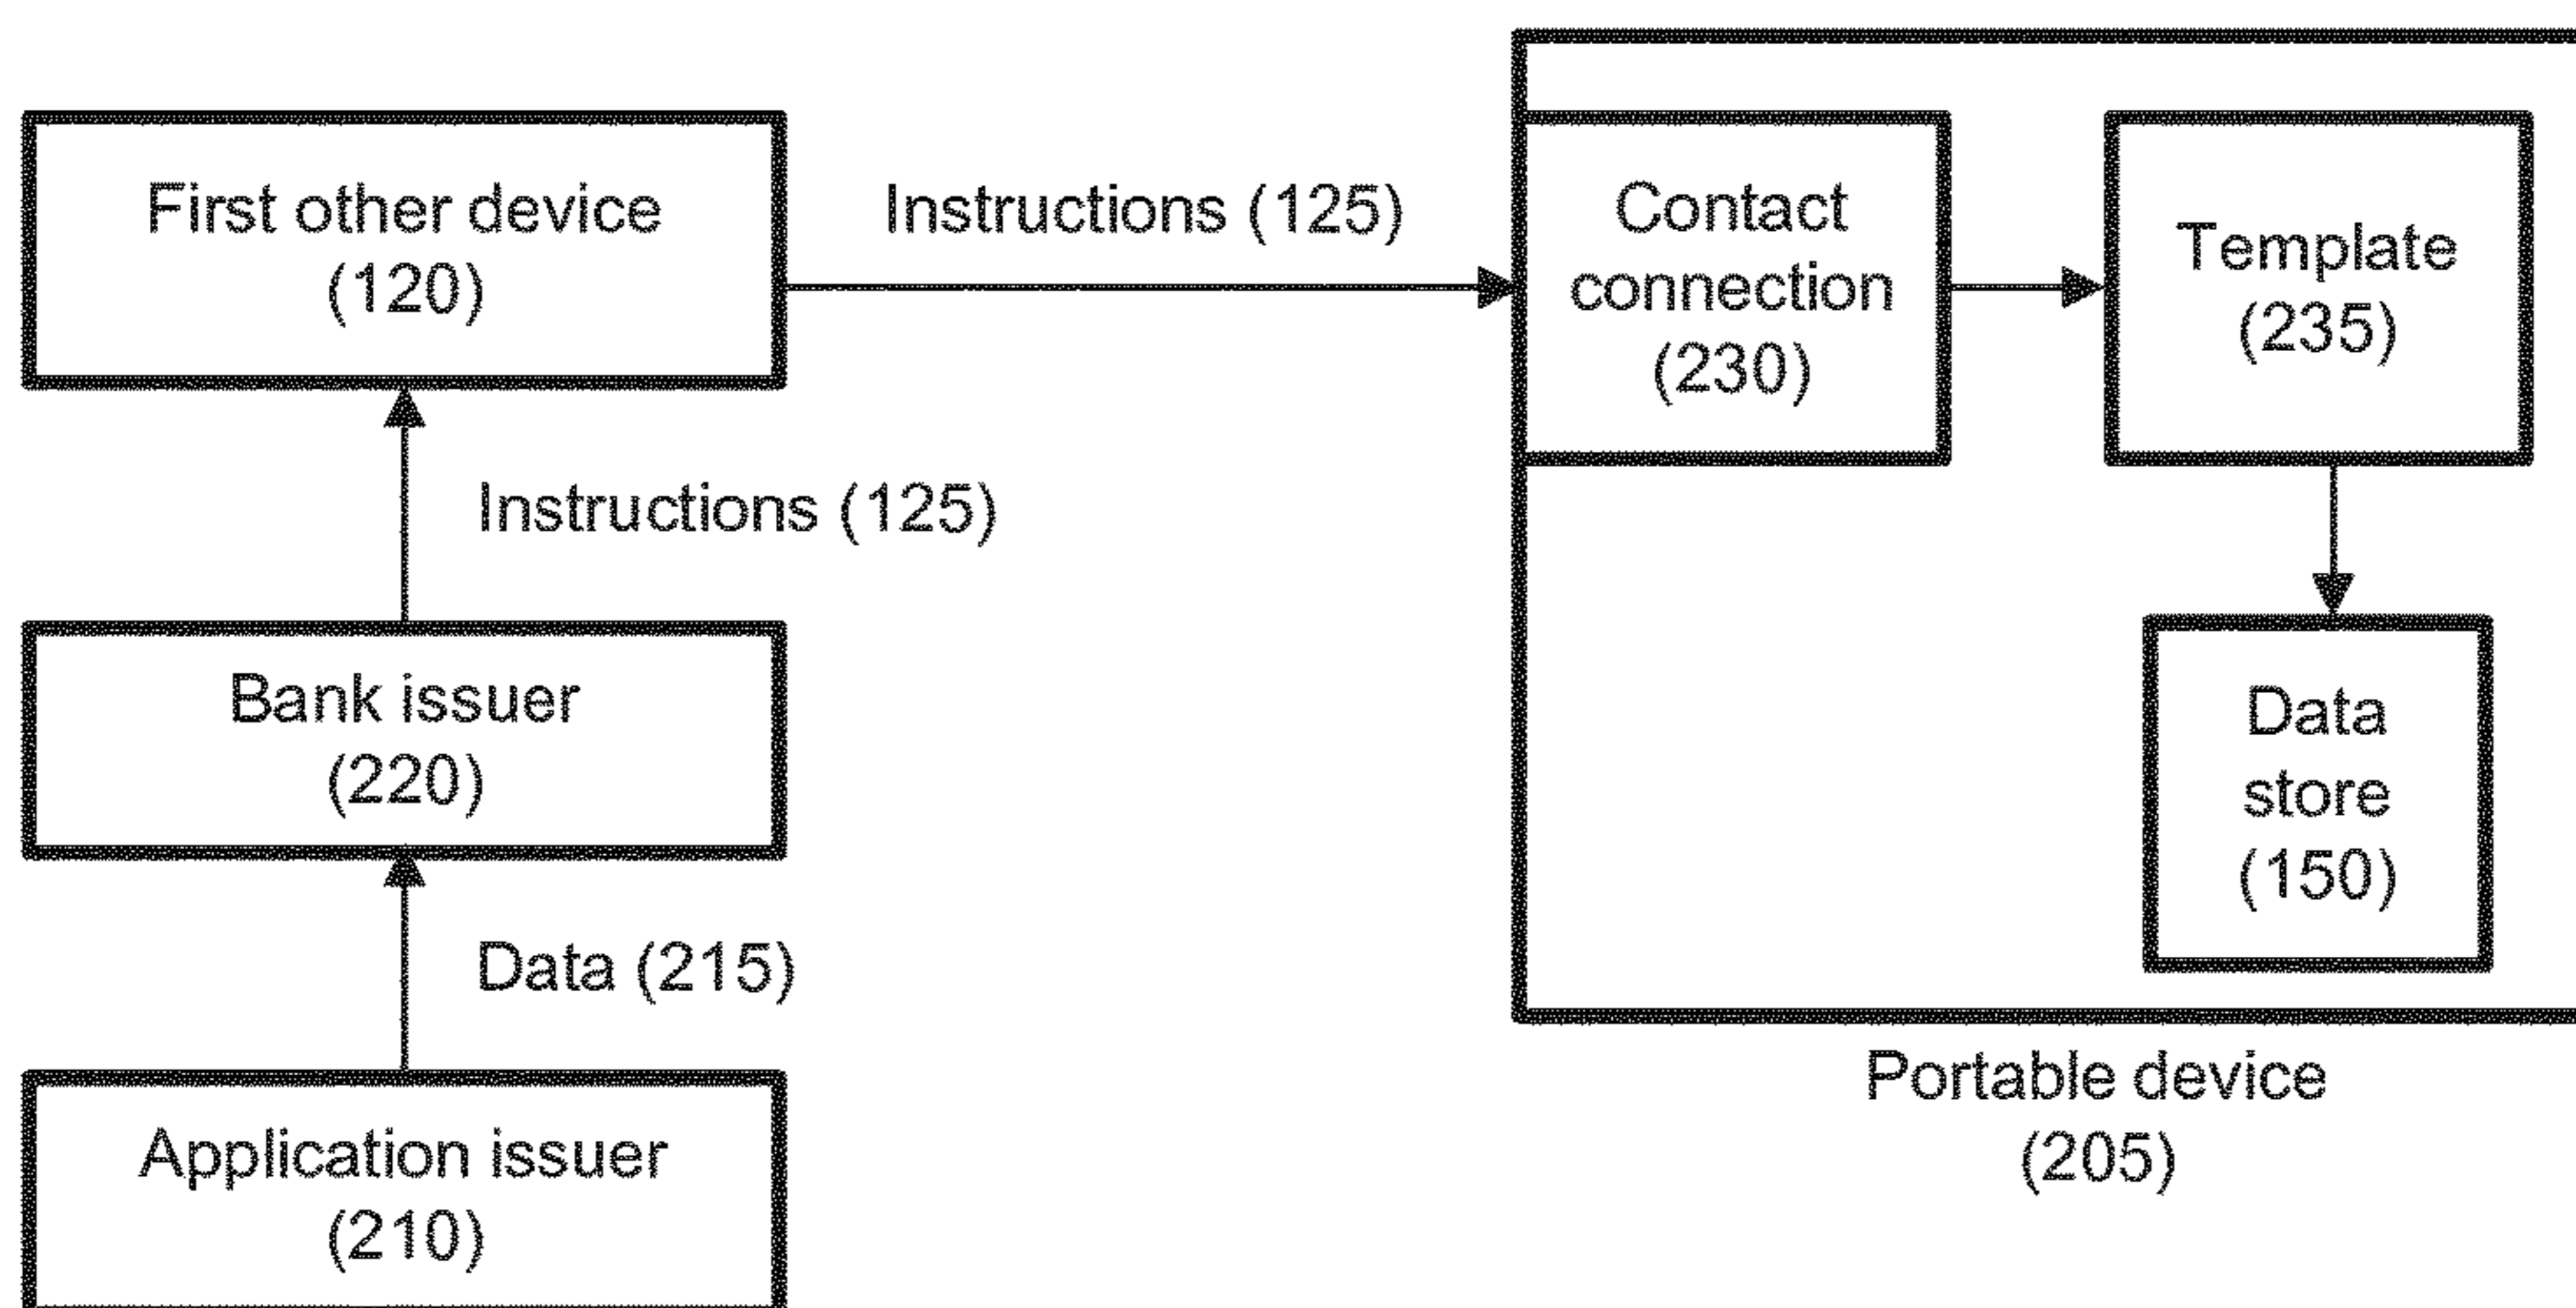 First other device
(120)
Instructions (125)
Contact
connection
(230)
Template
(235)
Instructions (125)
Bank issuer
(220)
Data
store
(150)
Data (215)
Application issuer
(210)
Portable device
(205)